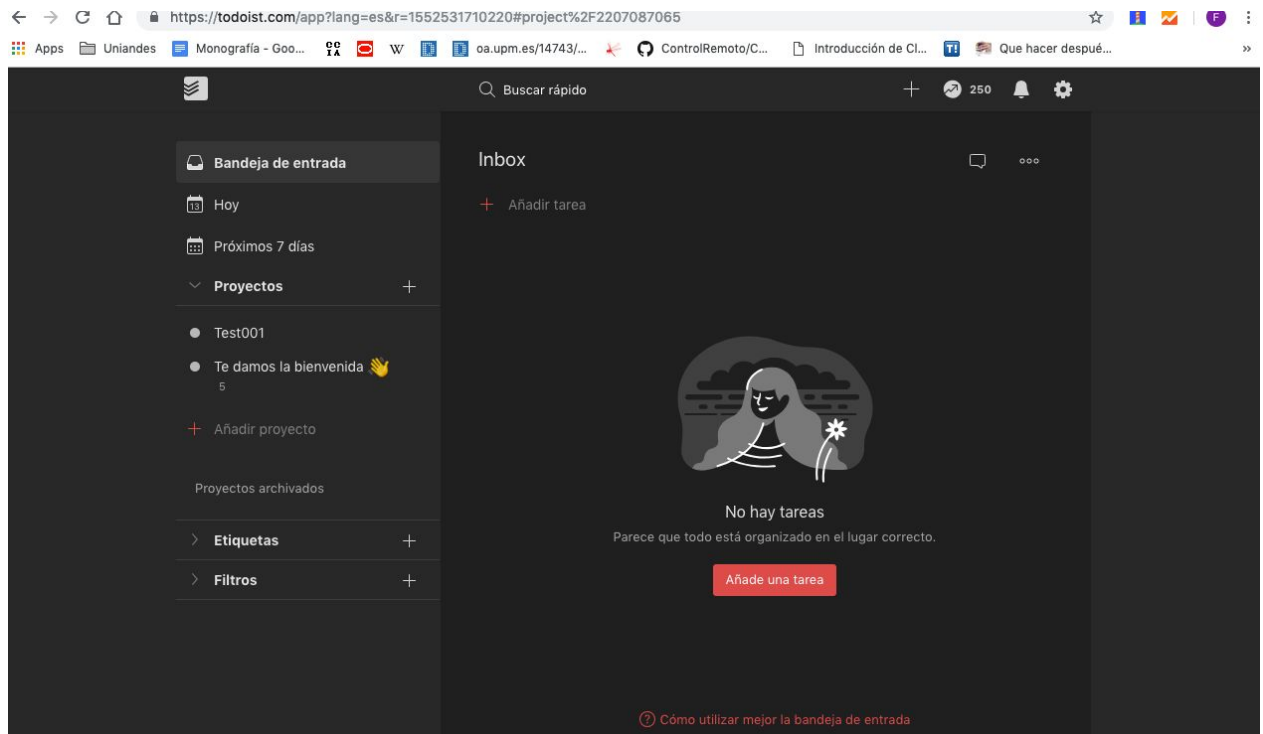 https://todoist.com/app?lang=es&r=1552531710220#project%2F2207087065
F
Apps Uniandes Monografía - Goo... W oa.upm.es/14743/... ControlRemoto/C... Introducción de Cl... T! Que hacer despué... »
Buscar rápido 250
Bandeja de entrada
13 Hoy
Próximos 7 días
Proyectos
Test001
Te damos la bienvenida 👋
5
Añadir proyecto
Proyectos archivados
Etiquetas
Filtros
Inbox
Añadir tarea
No hay tareas
Parece que todo está organizado en el lugar correcto.
Añade una tarea
Cómo utilizar mejor la bandeja de entrada